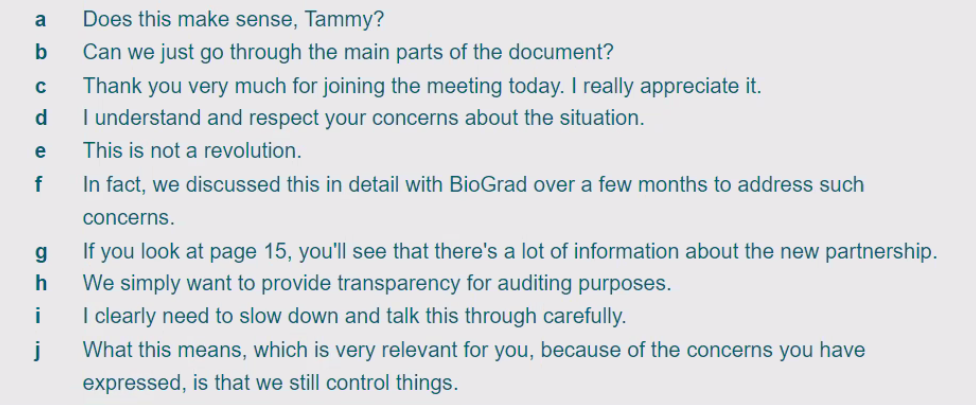 a Does this make sense, Tammy?
b Can we just go through the main parts of the document?
c Thank you very much for joining the meeting today. I really appreciate it.
d I understand and respect your concerns about the situation.
e This is not a revolution.
f In fact, we discussed this in detail with BioGrad over a few months to address such
concerns.
g If you look at page 15, you'll see that there's a lot of information about the new partnership.
h We simply want to provide transparency for auditing purposes.
i I clearly need to slow down and talk this through carefully.
j What this means, which is very relevant for you, because of the concerns you have
expressed, is that we still control things.